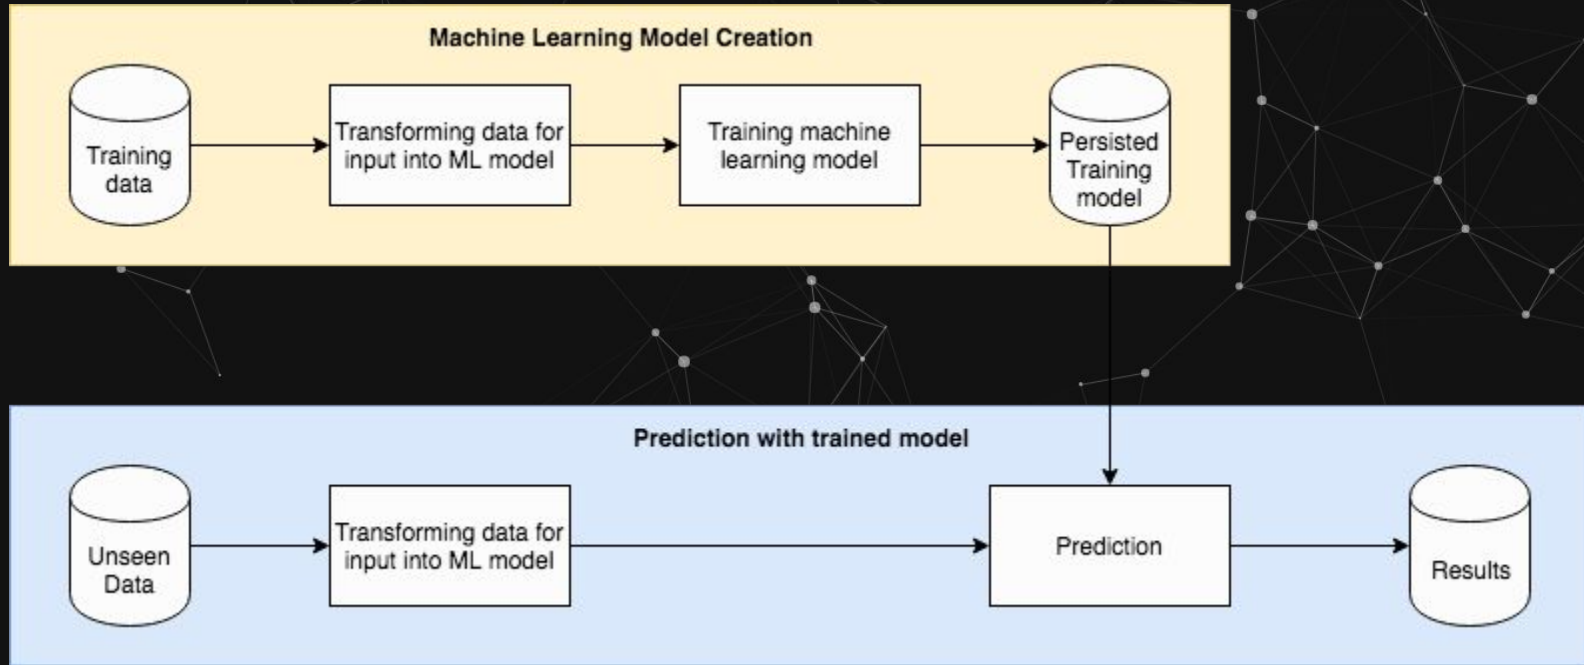 Machine Learning Model Creation
Training
data
Transforming data for
input into ML model
Training machine
learning model
Persisted
Training
model
Prediction with trained model
Unseen
Data
Transforming data for
input into ML model
Prediction
Results